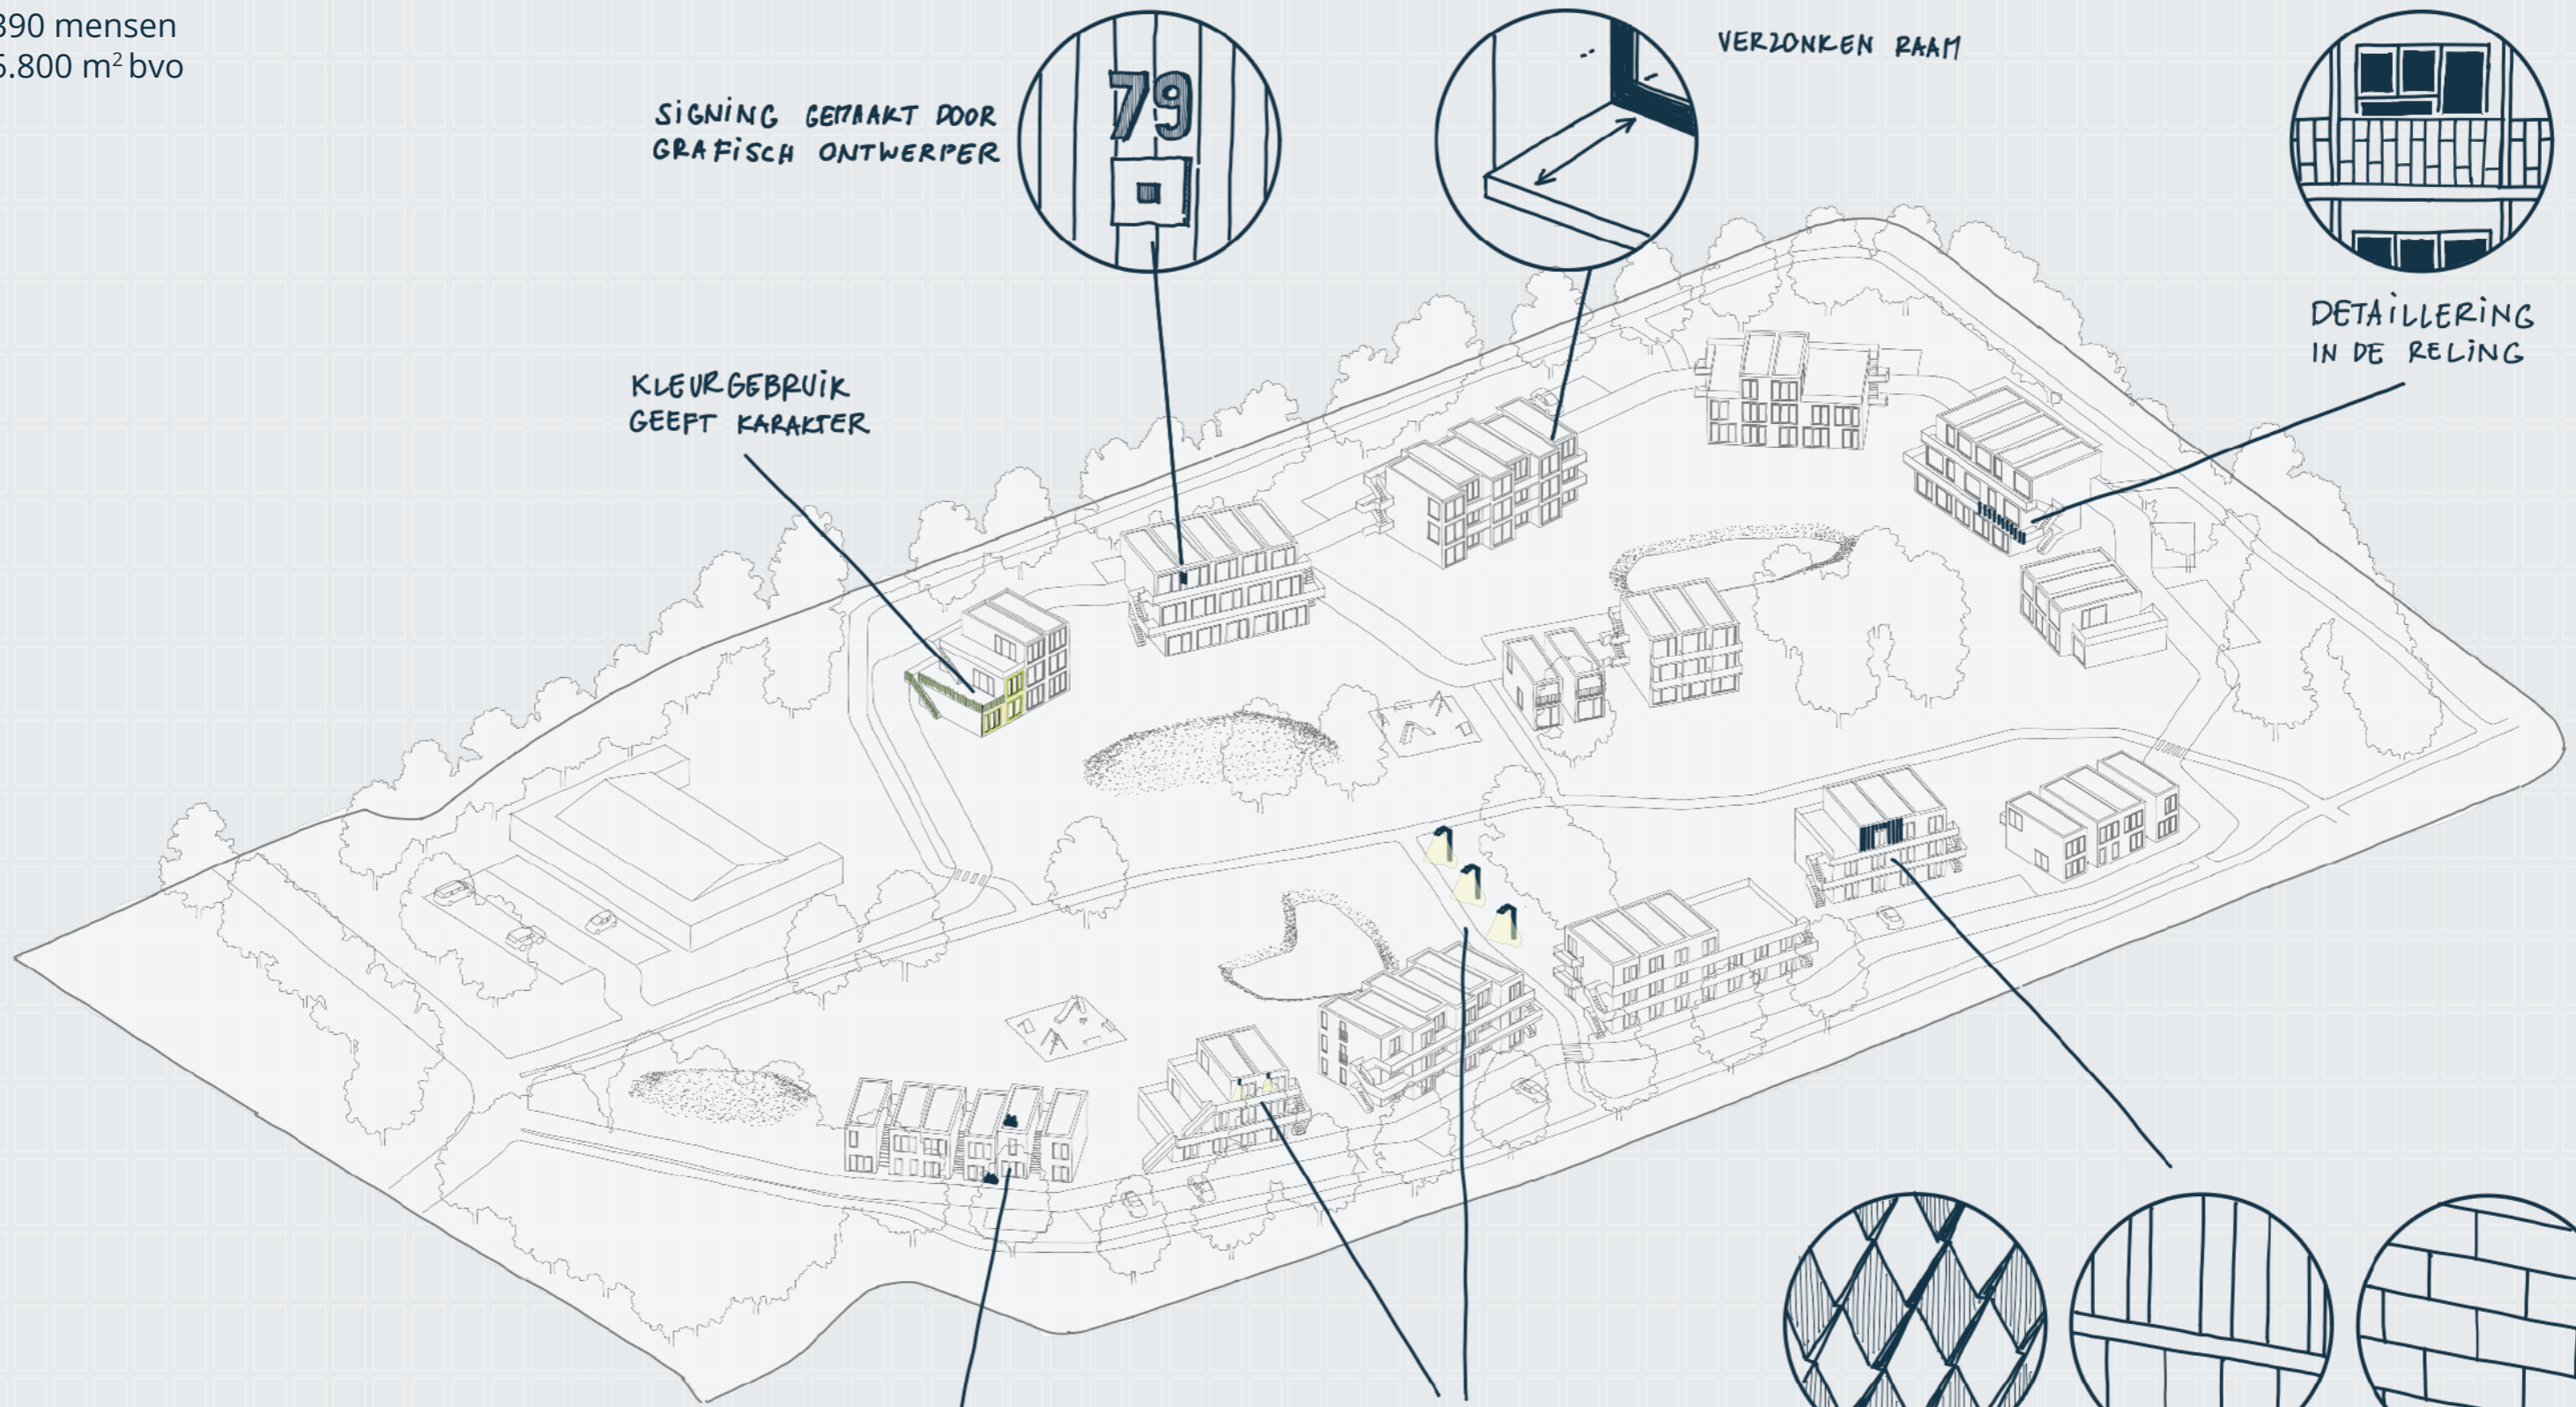 390 mensen
5.800 m² bvo
VERZONKEN RAAM
79
SIGNING GEMAAKT DOOR
GRAFISCH ONTWERPER
DETAILLERING
IN DE RELING
KLEURGEBRUIK
GEEFT KARAKTER